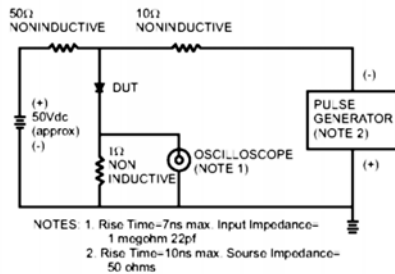 50Ω
NONINDUCTIVE
10Ω
NONINDUCTIVE
(+)
50Vdc
(approx)
(-)
DUT
1Ω
NON
INDUCTIVE
OSCILLOSCOPE
(NOTE 1)
(-)
PULSE
GENERATOR
(NOTE 2)
(+)
NOTES: 1. Rise Time=7ns max. Input Impedance=
1 megohm 22pf
2. Rise Time=10ns max. Sourse Impedance=
50 ohms